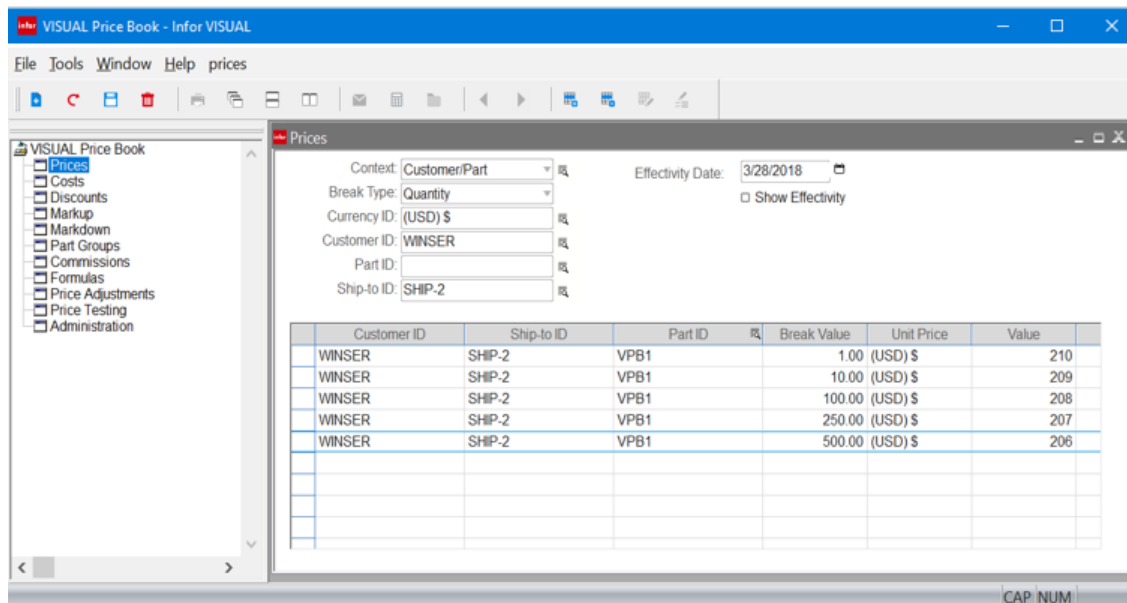 infor VISUAL Price Book - Infor VISUAL
File Tools Window Help prices
VISUAL Price Book
Prices
Costs
Discounts
Markup
Markdown
Part Groups
Commissions
Formulas
Price Adjustments
Price Testing
Administration
infor Prices
Context: Customer/Part Effectivity Date: 3/28/2018
Break Type: Quantity Show Effectivity
Currency ID: (USD) $
Customer ID: WINSER
Part ID:
Ship-to ID: SHIP-2
Customer ID Ship-to ID Part ID Break Value Unit Price Value
WINSER SHIP-2 VPB1 1.00 (USD) $ 210
WINSER SHIP-2 VPB1 10.00 (USD) $ 209
WINSER SHIP-2 VPB1 100.00 (USD) $ 208
WINSER SHIP-2 VPB1 250.00 (USD) $ 207
WINSER SHIP-2 VPB1 500.00 (USD) $ 206
CAP NUM